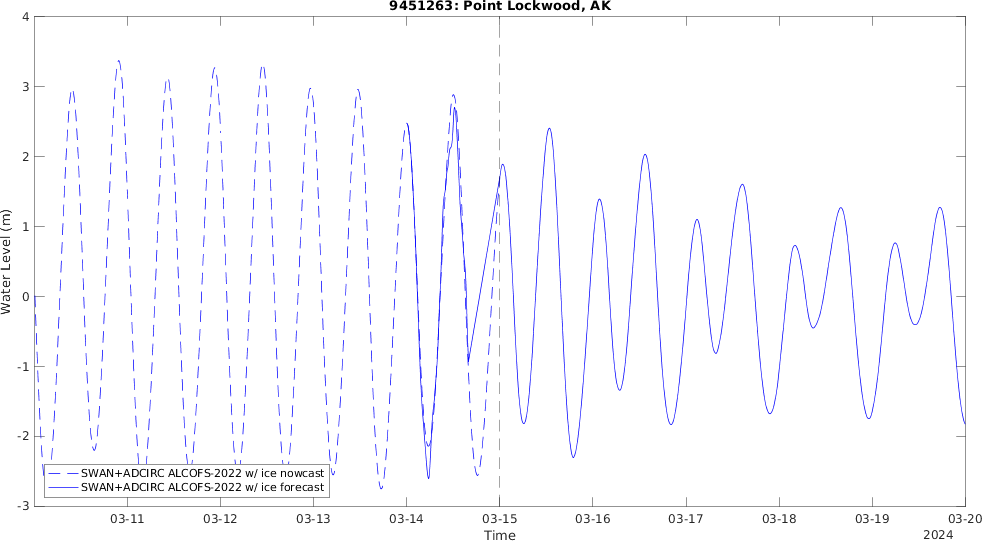 9451263: Point Lockwood, AK
4
3
2
1
0
-1
-2
-3
Water Level (m)
SWAN+ADCIRC ALCOFS-2022 w/ ice nowcast
SWAN+ADCIRC ALCOFS-2022 w/ ice forecast
03-11 03-12 03-13 03-14 03-15 03-16 03-17 03-18 03-19 03-20
Time
2024